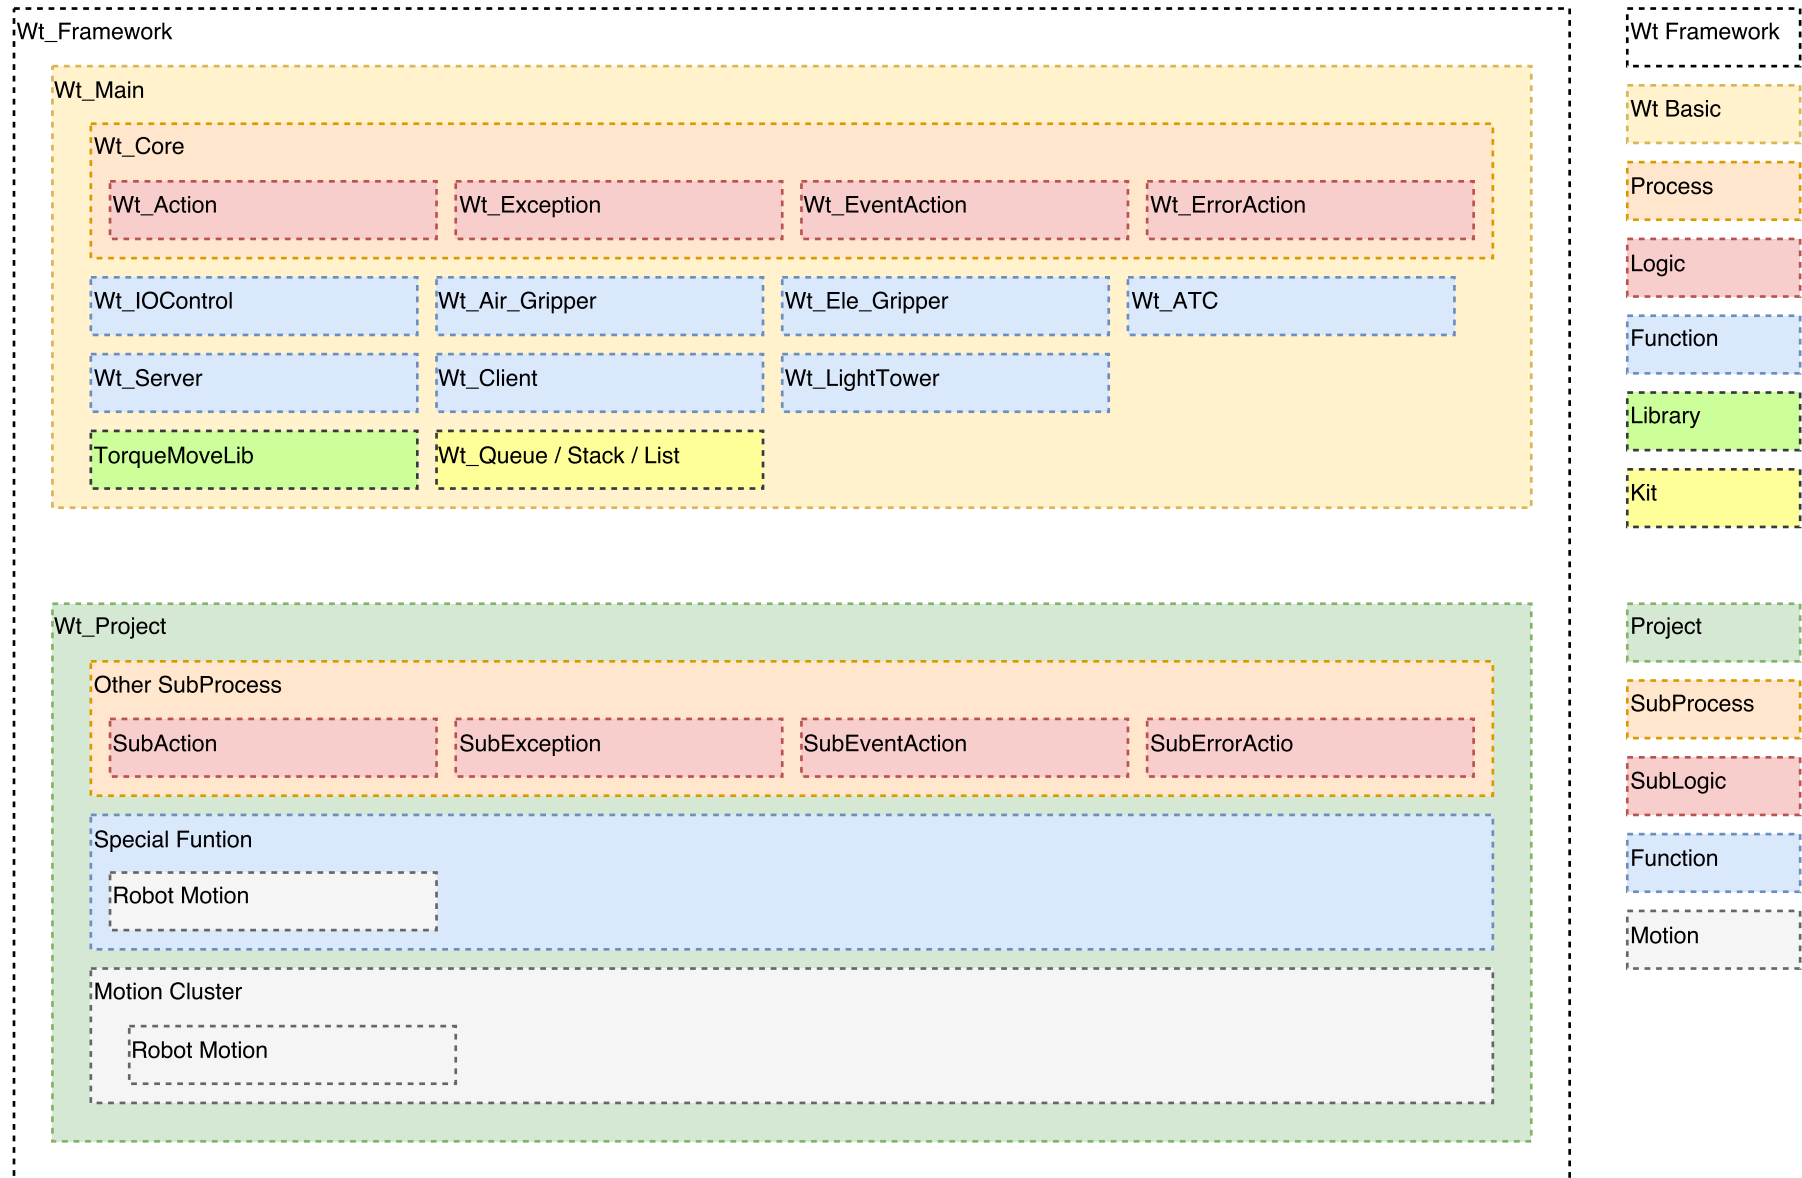 Wt_Framework
Wt_Main
Wt_Core
Wt_Action
Wt_Exception
Wt_EventAction
Wt_ErrorAction
Wt_IOControl
Wt_Air_Gripper
Wt_Ele_Gripper
Wt_ATC
Wt_Server
Wt_Client
Wt_LightTower
TorqueMoveLib
Wt_Queue / Stack / List
Wt_Project
Other SubProcess
SubAction
SubException
SubEventAction
SubErrorActio
Special Funtion
Robot Motion
Motion Cluster
Robot Motion
Wt Framework
Wt Basic
Process
Logic
Function
Library
Kit
Project
SubProcess
SubLogic
Function
Motion